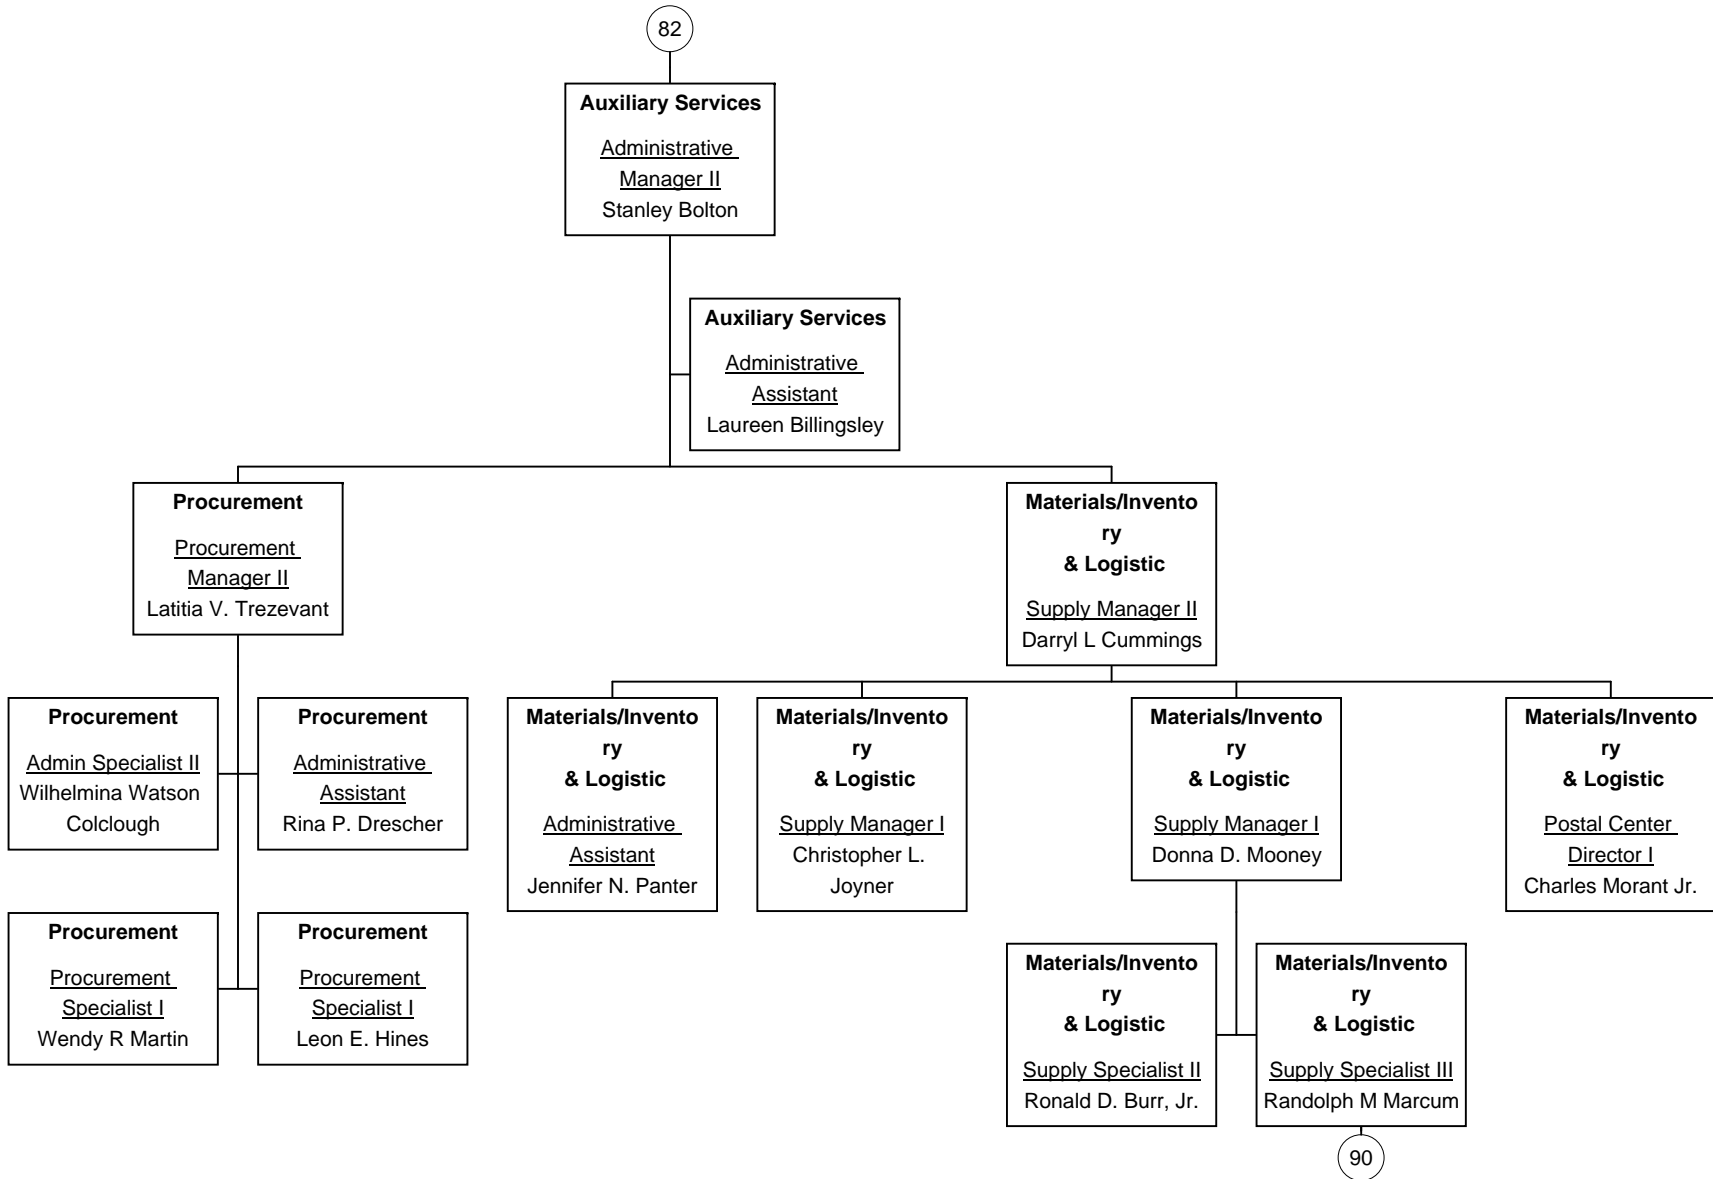 82
Auxiliary Services
Administrative
Manager II
Stanley Bolton
Auxiliary Services
Administrative
Assistant
Laureen Billingsley
Procurement
Procurement
Manager II
Latitia V. Trezevant
Materials/Invento
ry
& Logistic
Supply Manager II
Darryl L Cummings
Procurement
Admin Specialist II
Wilhelmina Watson
Colclough
Procurement
Administrative
Assistant
Rina P. Drescher
Materials/Invento
ry
& Logistic
Administrative
Assistant
Jennifer N. Panter
Materials/Invento
ry
& Logistic
Supply Manager I
Christopher L.
Joyner
Materials/Invento
ry
& Logistic
Supply Manager I
Donna D. Mooney
Materials/Invento
ry
& Logistic
Postal Center
Director I
Charles Morant Jr.
Procurement
Procurement
Specialist I
Wendy R Martin
Procurement
Procurement
Specialist I
Leon E. Hines
Materials/Invento
ry
& Logistic
Supply Specialist II
Ronald D. Burr, Jr.
Materials/Invento
ry
& Logistic
Supply Specialist III
Randolph M Marcum
90